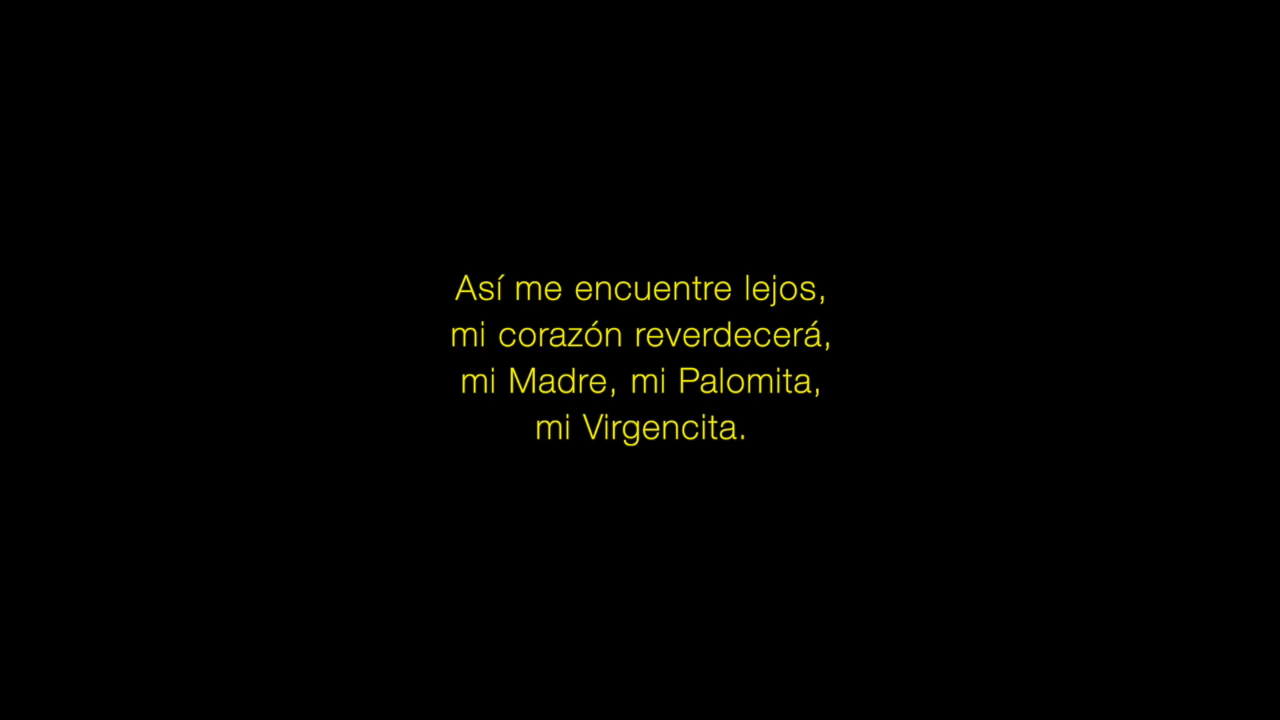 Así me encuentre lejos,
mi corazón reverdecerá,
mi Madre, mi Palomita,
mi Virgencita.